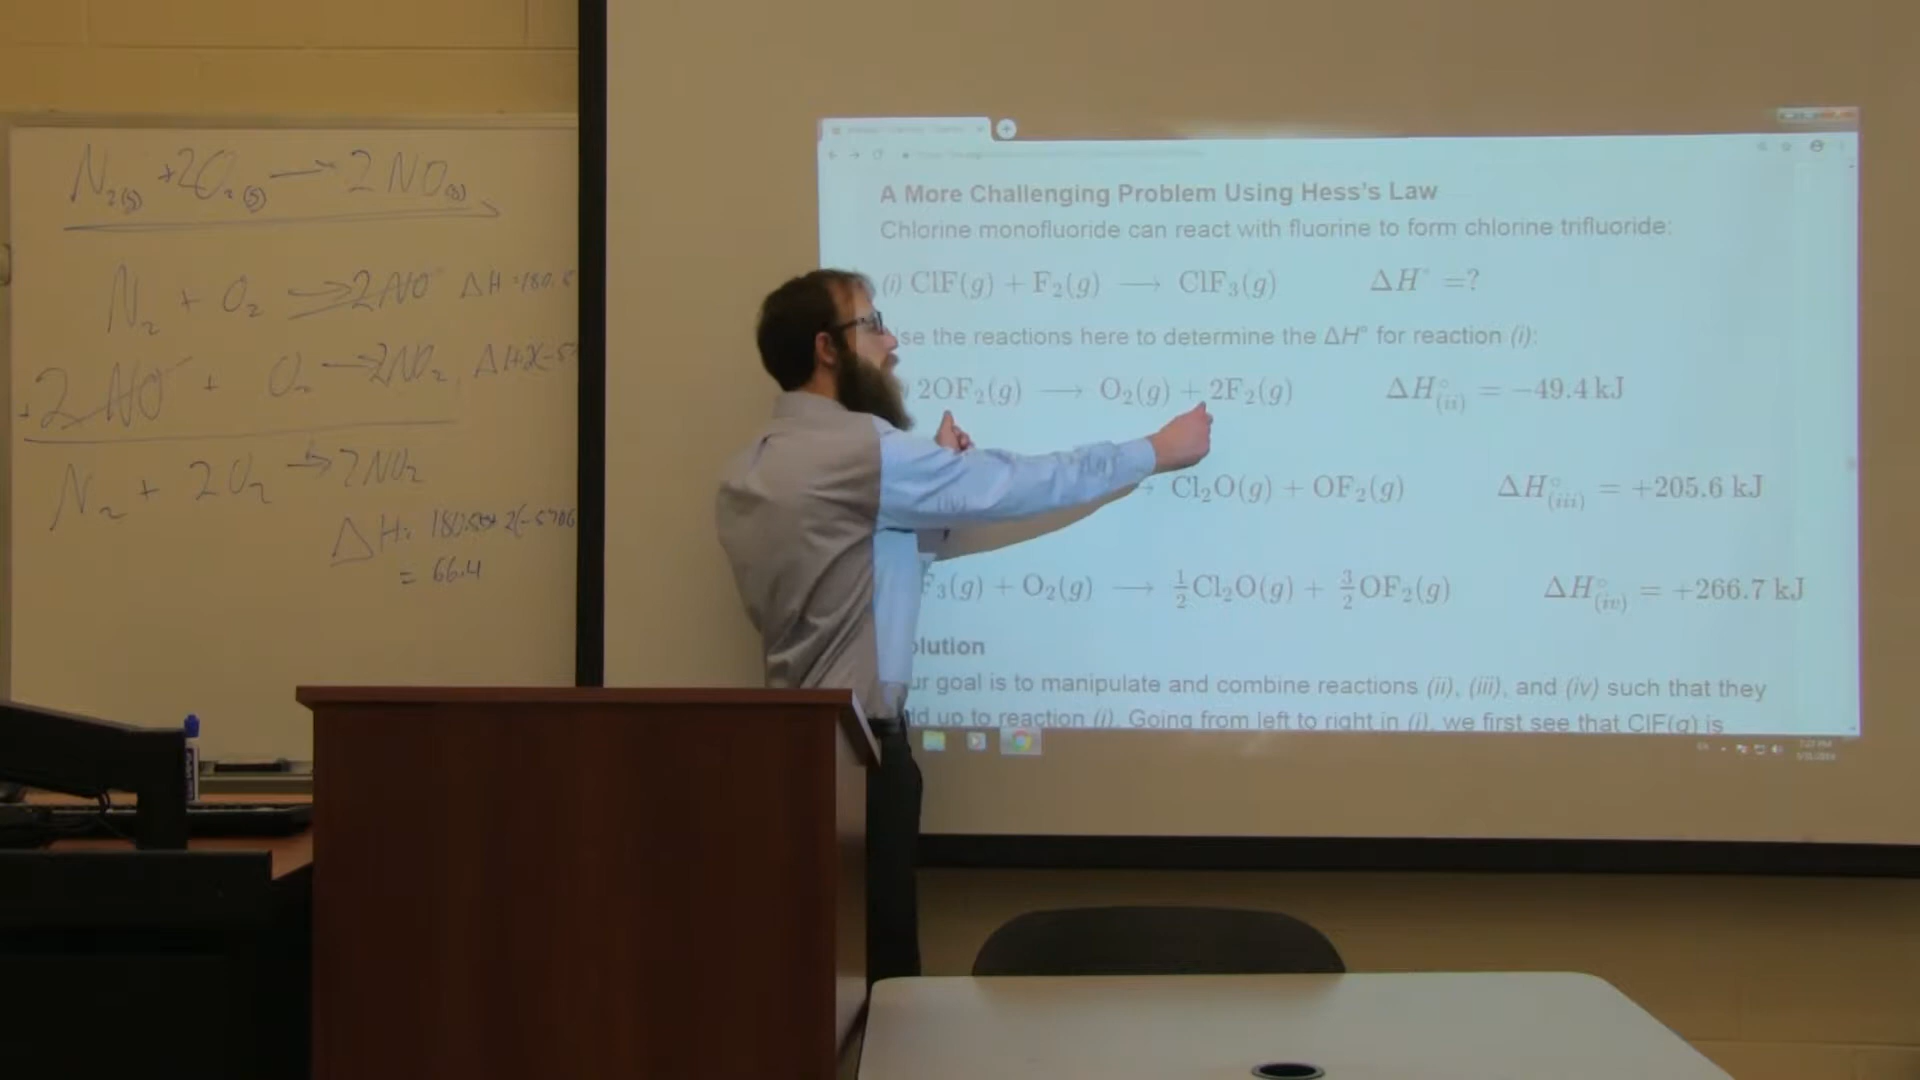 N₂(g) + 2O₂(g) → 2NO(g)
N₂ + O₂ → 2NO ΔH = 180.5
+ 2NO + O₂ → 2NO₂ ΔH
N₂ + 2O₂ → 2NO₂
ΔH:
= 66.4
A More Challenging Problem Using Hess's Law
Chlorine monofluoride can react with fluorine to form chlorine trifluoride:
(i) ClF(g) + F₂(g) ⟶ ClF₃(g) ΔH° =?
se the reactions here to determine the ΔH° for reaction (i):
2OF₂(g) ⟶ O₂(g) + 2F₂(g) ΔH°(ii) = −49.4 kJ
Cl₂O(g) + OF₂(g) ΔH°(iii) = +205.6 kJ
F₃(g) + O₂(g) ⟶ ½Cl₂O(g) + 3/2OF₂(g) ΔH°(iv) = +266.7 kJ
lution
ur goal is to manipulate and combine reactions (ii), (iii), and (iv) such that they
d up to reaction (i). Going from left to right in (i), we first see that ClF(g) is